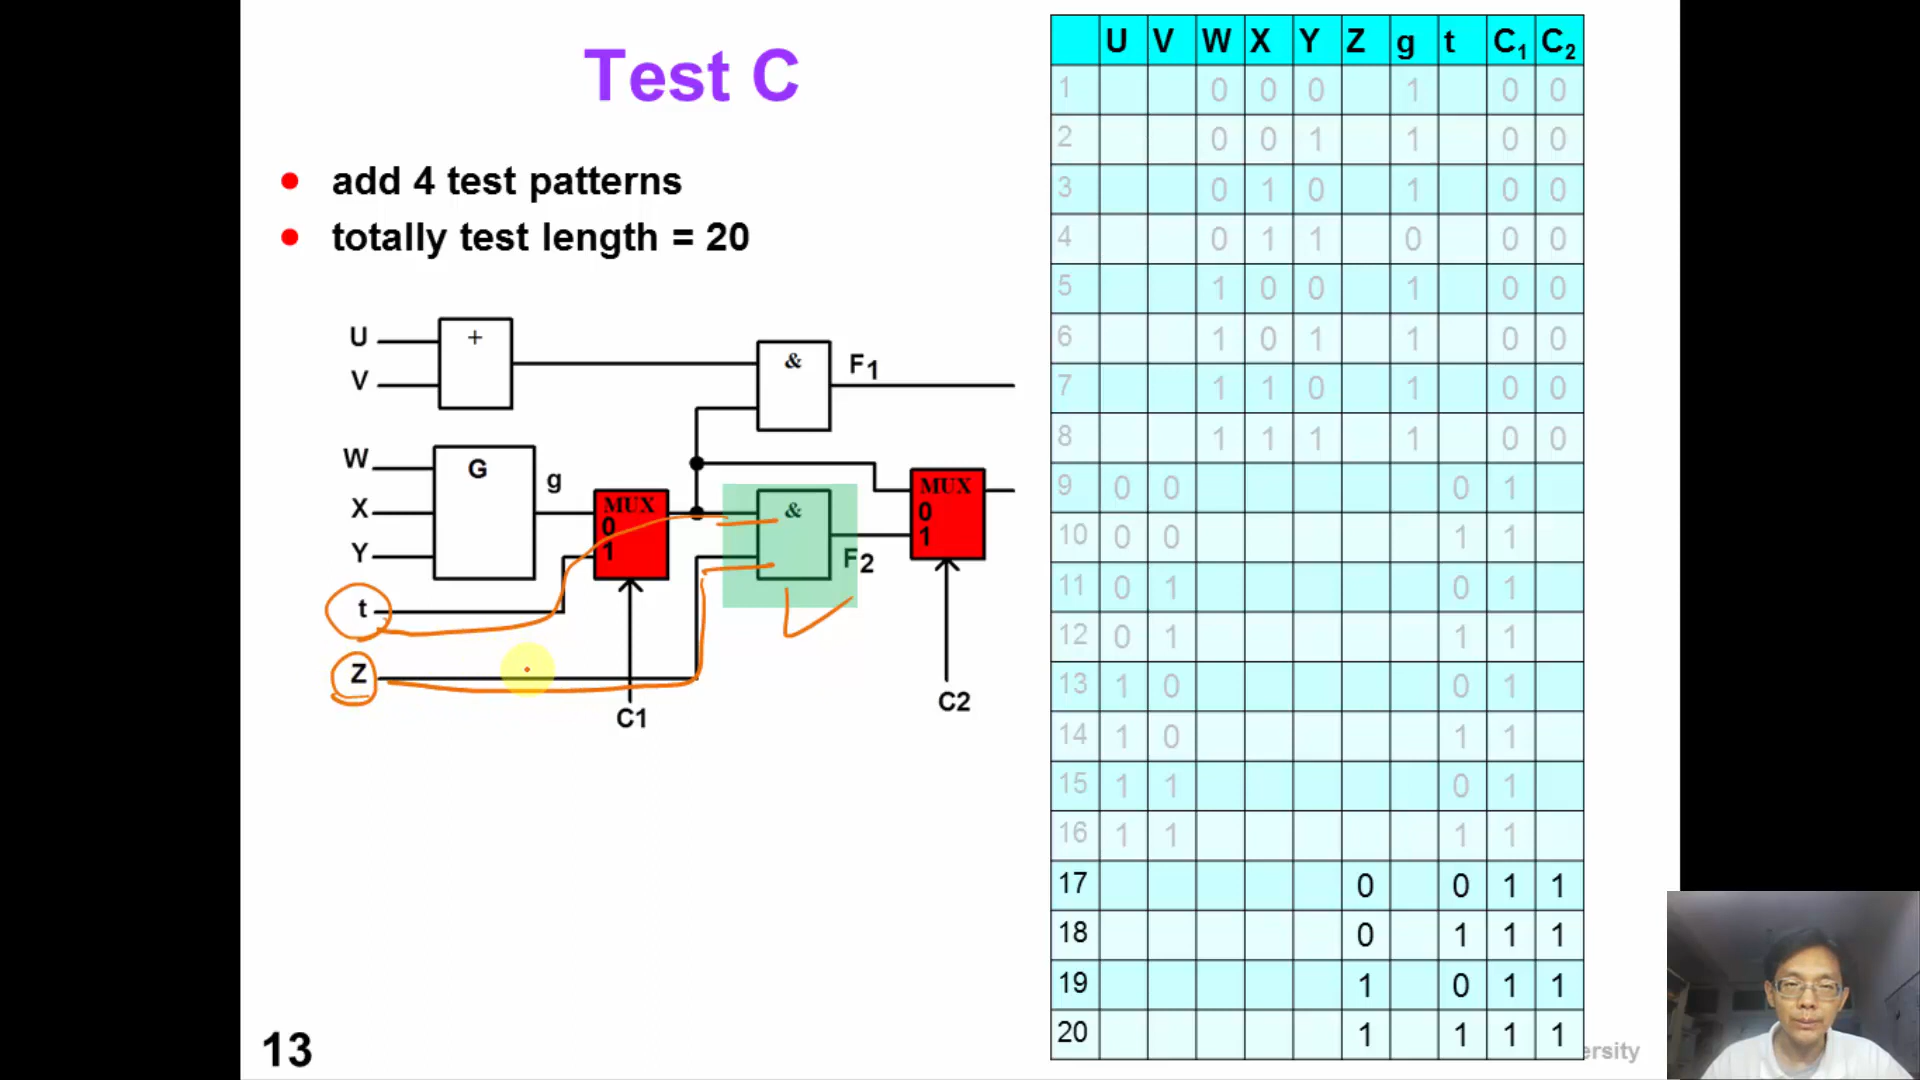 Test C
• add 4 test patterns
• totally test length = 20
U
V
+
&
F1
W
X
Y
G
g
MUX
0
1
&
F2
MUX
0
1
t
Z
C1
C2
13
U V W X Y Z g t C1 C2
1 0 0 0 1 0 0
2 0 0 1 1 0 0
3 0 1 0 1 0 0
4 0 1 1 0 0 0
5 1 0 0 1 0 0
6 1 0 1 1 0 0
7 1 1 0 1 0 0
8 1 1 1 1 0 0
9 0 0 0 1
10 0 0 1 1
11 0 1 0 1
12 0 1 1 1
13 1 0 0 1
14 1 0 1 1
15 1 1 0 1
16 1 1 1 1
17 0 0 1 1
18 0 1 1 1
19 1 0 1 1
20 1 1 1 1
ersity